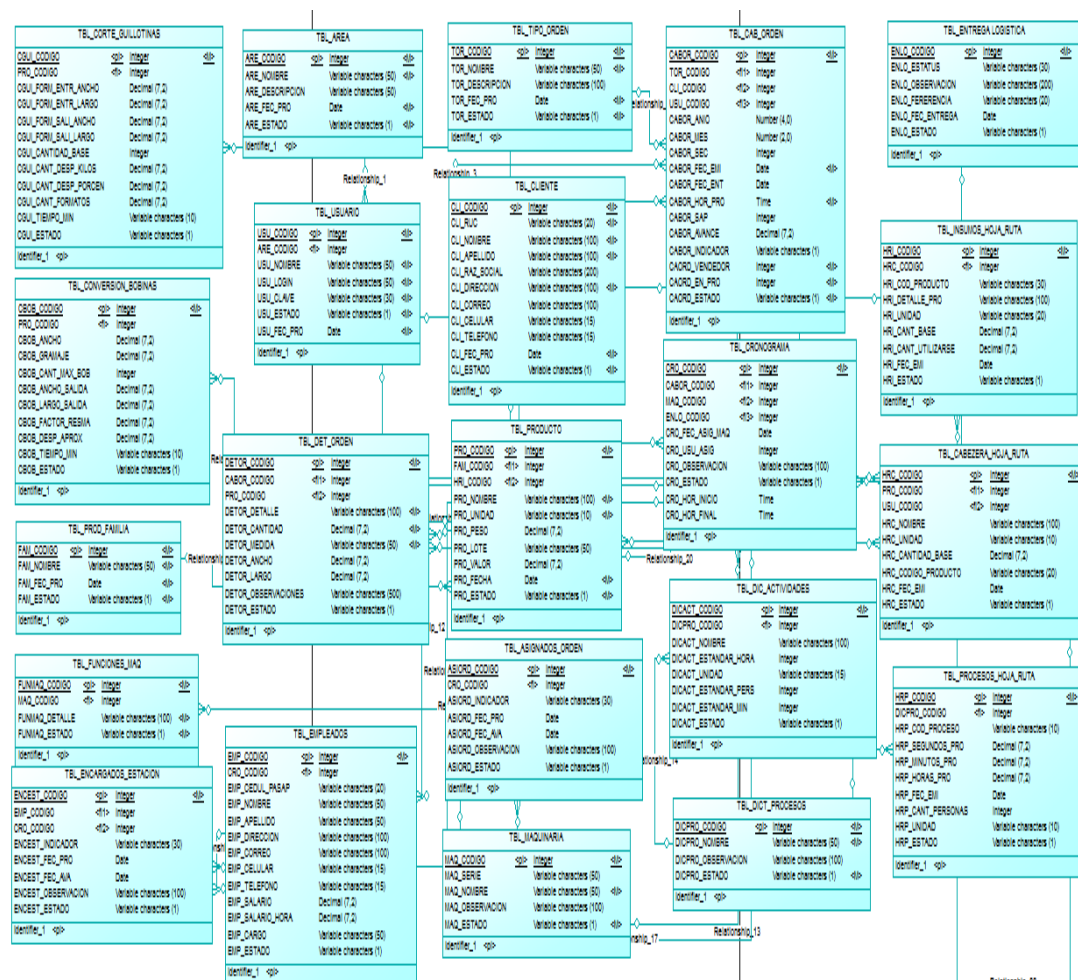 TBL_CORTE_GUILLOTINAS
CGUI_CODIGO <pi> Integer <M>
PRO_CODIGO <fi> Integer
CGUI_FORM_ENTR_ANCHO Decimal (7,2)
CGUI_FORM_ENTR_LARGO Decimal (7,2)
CGUI_FORM_SALI_ANCHO Decimal (7,2)
CGUI_FORM_SALI_LARGO Decimal (7,2)
CGUI_CANTIDAD_BASE Integer
CGUI_CANT_DESP_KILOS Decimal (7,2)
CGUI_CANT_DESP_PORCEN Decimal (7,2)
CGUI_CANT_FORMATOS Decimal (7,2)
CGUI_TIEMPO_MIN Variable characters (10)
CGUI_ESTADO Variable characters (1)
Identifier_1 <pi>
TBL_AREA
ARE_CODIGO <pi> Integer <M>
ARE_NOMBRE Variable characters (50) <M>
ARE_DESCRIPCION Variable characters (50)
ARE_FEC_PRO Date <M>
ARE_ESTADO Variable characters (1) <M>
Identifier_1 <pi>
TBL_TIPO_ORDEN
TOR_CODIGO <pi> Integer <M>
TOR_NOMBRE Variable characters (50) <M>
TOR_DESCRIPCION Variable characters (100)
TOR_FEC_PRO Date <M>
TOR_ESTADO Variable characters (1) <M>
Identifier_1 <pi>
TBL_CAB_ORDEN
CABOR_CODIGO <pi> Integer <M>
TOR_CODIGO <fi1> Integer
CLI_CODIGO <fi2> Integer
USU_CODIGO <fi3> Integer
CABOR_ANIO Number (4,0)
CABOR_MES Number (2,0)
CABOR_SEC Integer
CABOR_FEC_EMI Date <M>
CABOR_FEC_ENT Date
CABOR_HOR_PRO Time <M>
CABOR_SAP Integer
CABOR_AVANCE Decimal (7,2)
CABOR_INDICADOR Variable characters (1)
CAORD_VENDEDOR Integer <M>
CAORD_EN_PRO Integer <M>
CAORD_ESTADO Variable characters (1) <M>
Identifier_1 <pi>
TBL_ENTREGA LOGISTICA
ENLO_CODIGO <pi> Integer <M>
ENLO_ESTATUS Variable characters (30)
ENLO_OBSERVACION Variable characters (200)
ENLO_FERERENCIA Variable characters (20)
ENLO_FEC_ENTREGA Date
ENLO_ESTADO Variable characters (1)
Identifier_1 <pi>
Relationship_1
Relationship_3
TBL_USUARIO
USU_CODIGO <pi> Integer <M>
ARE_CODIGO <fi> Integer
USU_NOMBRE Variable characters (50) <M>
USU_LOGIN Variable characters (50) <M>
USU_CLAVE Variable characters (30) <M>
USU_ESTADO Variable characters (1) <M>
USU_FEC_PRO Date <M>
Identifier_1 <pi>
TBL_CLIENTE
CLI_CODIGO <pi> Integer <M>
CLI_RUC Variable characters (20) <M>
CLI_NOMBRE Variable characters (100) <M>
CLI_APELLIDO Variable characters (100) <M>
CLI_RAZ_SOCIAL Variable characters (200)
CLI_DIRECCION Variable characters (100) <M>
CLI_CORREO Variable characters (100)
CLI_CELULAR Variable characters (15)
CLI_TELEFONO Variable characters (15)
CLI_FEC_PRO Date <M>
CLI_ESTADO Variable characters (1) <M>
Identifier_1 <pi>
TBL_INSUMOS_HOJA_RUTA
HRI_CODIGO <pi> Integer <M>
HRC_CODIGO <fi> Integer
HRI_COD_PRODUCTO Variable characters (30)
HRI_DETALLE_PRO Variable characters (100)
HRI_UNIDAD Variable characters (20)
HRI_CANT_BASE Decimal (7,2)
HRI_CANT_UTILIZARSE Decimal (7,2)
HRI_FEC_EMI Date
HRI_ESTADO Variable characters (1)
Identifier_1 <pi>
TBL_CONVERSION_BOBINAS
CBOB_CODIGO <pi> Integer <M>
PRO_CODIGO <fi> Integer
CBOB_ANCHO Decimal (7,2)
CBOB_GRAMAJE Decimal (7,2)
CBOB_CANT_MAX_BOB Integer
CBOB_ANCHO_SALIDA Decimal (7,2)
CBOB_LARGO_SALIDA Decimal (7,2)
CBOB_FACTOR_RESMA Decimal (7,2)
CBOB_DESP_APROX Decimal (7,2)
CBOB_TIEMPO_MIN Variable characters (10)
CBOB_ESTADO Variable characters (1)
Identifier_1 <pi>
TBL_CRONOGRAMA
CRO_CODIGO <pi> Integer <M>
CABOR_CODIGO <fi1> Integer
MAQ_CODIGO <fi2> Integer
ENLO_CODIGO <fi3> Integer
CRO_FEC_ASIG_MAQ Date
CRO_USU_ASIG Integer
CRO_OBSERVACION Variable characters (100)
CRO_ESTADO Variable characters (1)
CRO_HOR_INICIO Time
CRO_HOR_FINAL Time
Identifier_1 <pi>
TBL_DET_ORDEN
DETOR_CODIGO <pi> Integer <M>
CABOR_CODIGO <fi1> Integer
PRO_CODIGO <fi2> Integer
DETOR_DETALLE Variable characters (100) <M>
DETOR_CANTIDAD Decimal (7,2) <M>
DETOR_MEDIDA Variable characters (50) <M>
DETOR_ANCHO Decimal (7,2)
DETOR_LARGO Decimal (7,2)
DETOR_OBSERVACIONES Variable characters (500)
DETOR_ESTADO Variable characters (1)
Identifier_1 <pi>
TBL_PRODUCTO
PRO_CODIGO <pi> Integer <M>
FAM_CODIGO <fi1> Integer
HRI_CODIGO <fi2> Integer
PRO_NOMBRE Variable characters (100) <M>
PRO_UNIDAD Variable characters (10) <M>
PRO_PESO Decimal (7,2)
PRO_LOTE Variable characters (50)
PRO_VALOR Decimal (7,2)
PRO_FECHA Date <M>
PRO_ESTADO Variable characters (1) <M>
Identifier_1 <pi>
Relationship_20
TBL_CABEZERA_HOJA_RUTA
HRC_CODIGO <pi> Integer <M>
PRO_CODIGO <fi1> Integer
USU_CODIGO <fi2> Integer
HRC_NOMBRE Variable characters (100)
HRC_UNIDAD Variable characters (10)
HRC_CANTIDAD_BASE Decimal (7,2)
HRC_CODIGO_PRODUCTO Variable characters (20)
HRC_FEC_EMI Date
HRC_ESTADO Variable characters (1)
Identifier_1 <pi>
TBL_PROD_FAMILIA
FAM_CODIGO <pi> Integer <M>
FAM_NOMBRE Variable characters (50) <M>
FAM_FEC_PRO Date <M>
FAM_ESTADO Variable characters (1) <M>
Identifier_1 <pi>
TBL_DIC_ACTIVIDADES
DICACT_CODIGO <pi> Integer <M>
DICPRO_CODIGO <fi> Integer
DICACT_NOMBRE Variable characters (100)
DICACT_ESTANDAR_HORA Integer
DICACT_UNIDAD Variable characters (15)
DICACT_ESTANDAR_PERS Integer
DICACT_ESTANDAR_MIN Integer
DICACT_ESTADO Variable characters (1)
Identifier_1 <pi>
TBL_FUNCIONES_MAQ
FUNMAQ_CODIGO <pi> Integer <M>
MAQ_CODIGO <fi> Integer
FUNMAQ_DETALLE Variable characters (100) <M>
FUNMAQ_ESTADO Variable characters (1) <M>
Identifier_1 <pi>
TBL_ASIGNADOS_ORDEN
ASIORD_CODIGO <pi> Integer <M>
CRO_CODIGO <fi> Integer
ASIORD_INDICADOR Variable characters (30)
ASIORD_FEC_PRO Date
ASIORD_FEC_AVA Date
ASIORD_OBSERVACION Variable characters (100)
ASIORD_ESTADO Variable characters (1)
Identifier_1 <pi>
TBL_PROCESOS_HOJA_RUTA
HRP_CODIGO <pi> Integer <M>
DICPRO_CODIGO <fi> Integer
HRP_COD_PROCESO Variable characters (10)
HRP_SEGUNDOS_PRO Decimal (7,2)
HRP_MINUTOS_PRO Decimal (7,2)
HRP_HORAS_PRO Decimal (7,2)
HRP_FEC_EMI Date
HRP_CANT_PERSONAS Integer
HRP_UNIDAD Variable characters (10)
HRP_ESTADO Variable characters (1)
Identifier_1 <pi>
TBL_ENCARGADOS_ESTACION
ENCEST_CODIGO <pi> Integer <M>
EMP_CODIGO <fi1> Integer
CRO_CODIGO <fi2> Integer
ENCEST_INDICADOR Variable characters (30)
ENCEST_FEC_PRO Date
ENCEST_FEC_AVA Date
ENCEST_OBSERVACION Variable characters (100)
ENCEST_ESTADO Variable characters (1)
Identifier_1 <pi>
TBL_EMPLEADOS
EMP_CODIGO <pi> Integer <M>
CRO_CODIGO <fi> Integer
EMP_CEDUL_PASAP Variable characters (20)
EMP_NOMBRE Variable characters (50)
EMP_APELLIDO Variable characters (50)
EMP_DIRECCION Variable characters (100)
EMP_CORREO Variable characters (100)
EMP_CELULAR Variable characters (15)
EMP_TELEFONO Variable characters (15)
EMP_SALARIO Decimal (7,2)
EMP_SALARIO_HORA Decimal (7,2)
EMP_CARGO Variable characters (50)
EMP_ESTADO Variable characters (1)
Identifier_1 <pi>
TBL_DICT_PROCESOS
DICPRO_CODIGO <pi> Integer <M>
DICPRO_NOMBRE Variable characters (50) <M>
DICPRO_OBSERVACION Variable characters (100)
DICPRO_ESTADO Variable characters (1) <M>
Identifier_1 <pi>
TBL_MAQUINARIA
MAQ_CODIGO <pi> Integer <M>
MAQ_SERIE Variable characters (50)
MAQ_NOMBRE Variable characters (50) <M>
MAQ_OBSERVACION Variable characters (100)
MAQ_ESTADO Variable characters (1) <M>
Identifier_1 <pi>
Relationship_13
nship_17